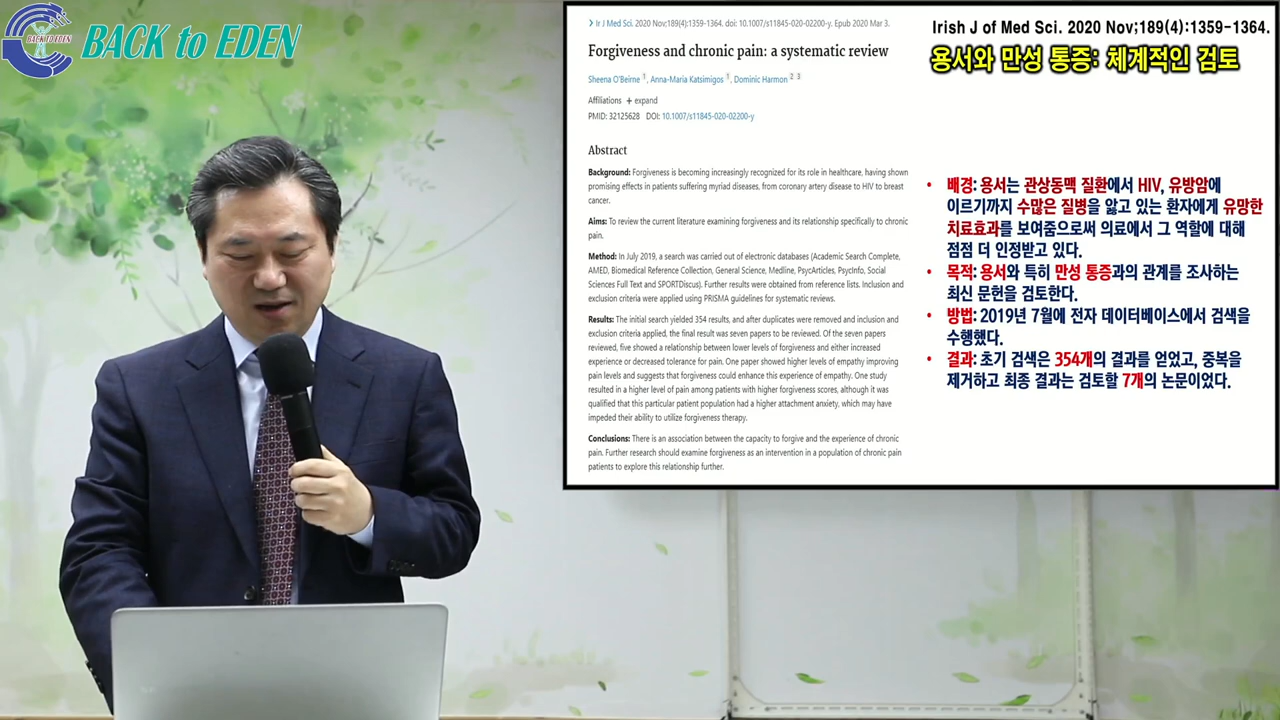 BACK TO EDEN
BACK to EDEN
Ir J Med Sci. 2020 Nov;189(4):1359-1364. doi: 10.1007/s11845-020-02200-y. Epub 2020 Mar 3.
Forgiveness and chronic pain: a systematic review
Sheena O'Beirne 1, Anna-Maria Katsimigos 1, Dominic Harmon 2 3
Affiliations + expand
PMID: 32125628 DOI: 10.1007/s11845-020-02200-y
Abstract
Background: Forgiveness is becoming increasingly recognized for its role in healthcare, having shown
promising effects in patients suffering myriad diseases, from coronary artery disease to HIV to breast
cancer.
Aims: To review the current literature examining forgiveness and its relationship specifically to chronic
pain.
Method: In July 2019, a search was carried out of electronic databases (Academic Search Complete,
AMED, Biomedical Reference Collection, General Science, Medline, PsycArticles, PsycInfo, Social
Sciences Full Text and SPORTDiscus). Further results were obtained from reference lists. Inclusion and
exclusion criteria were applied using PRISMA guidelines for systematic reviews.
Results: The initial search yielded 354 results, and after duplicates were removed and inclusion and
exclusion criteria applied, the final result was seven papers to be reviewed. Of the seven papers
reviewed, five showed a relationship between lower levels of forgiveness and either increased
experience or decreased tolerance for pain. One paper showed higher levels of empathy improving
pain levels and suggests that forgiveness could enhance this experience of empathy. One study
resulted in a higher level of pain among patients with higher forgiveness scores, although it was
qualified that this particular patient population had a higher attachment anxiety, which may have
impeded their ability to utilize forgiveness therapy.
Conclusions: There is an association between the capacity to forgive and the experience of chronic
pain. Further research should examine forgiveness as an intervention in a population of chronic pain
patients to explore this relationship further.
Irish J of Med Sci. 2020 Nov;189(4):1359-1364.
용서와 만성 통증: 체계적인 검토
• 배경: 용서는 관상동맥 질환에서 HIV, 유방암에
이르기까지 수많은 질병을 앓고 있는 환자에게 유망한
치료효과를 보여줌으로써 의료에서 그 역할에 대해
점점 더 인정받고 있다.
• 목적: 용서와 특히 만성 통증과의 관계를 조사하는
최신 문헌을 검토한다.
• 방법: 2019년 7월에 전자 데이터베이스에서 검색을
수행했다.
• 결과: 초기 검색은 354개의 결과를 얻었고, 중복을
제거하고 최종 결과는 검토할 7개의 논문이었다.